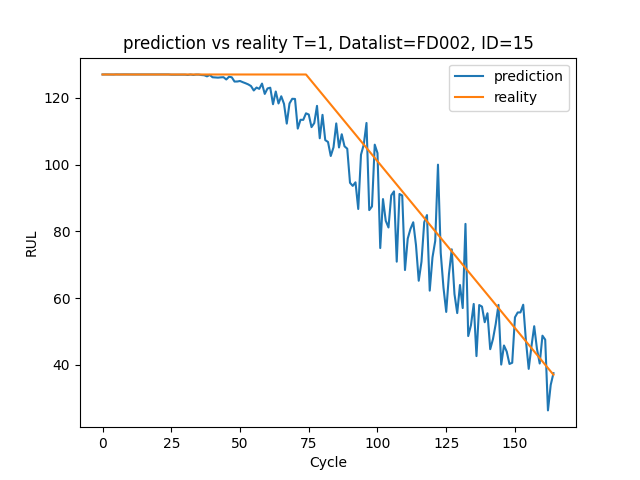 prediction vs reality T=1, Datalist=FD002, ID=15
prediction
reality
120
100
80
60
40
RUL
0 25 50 75 100 125 150
Cycle